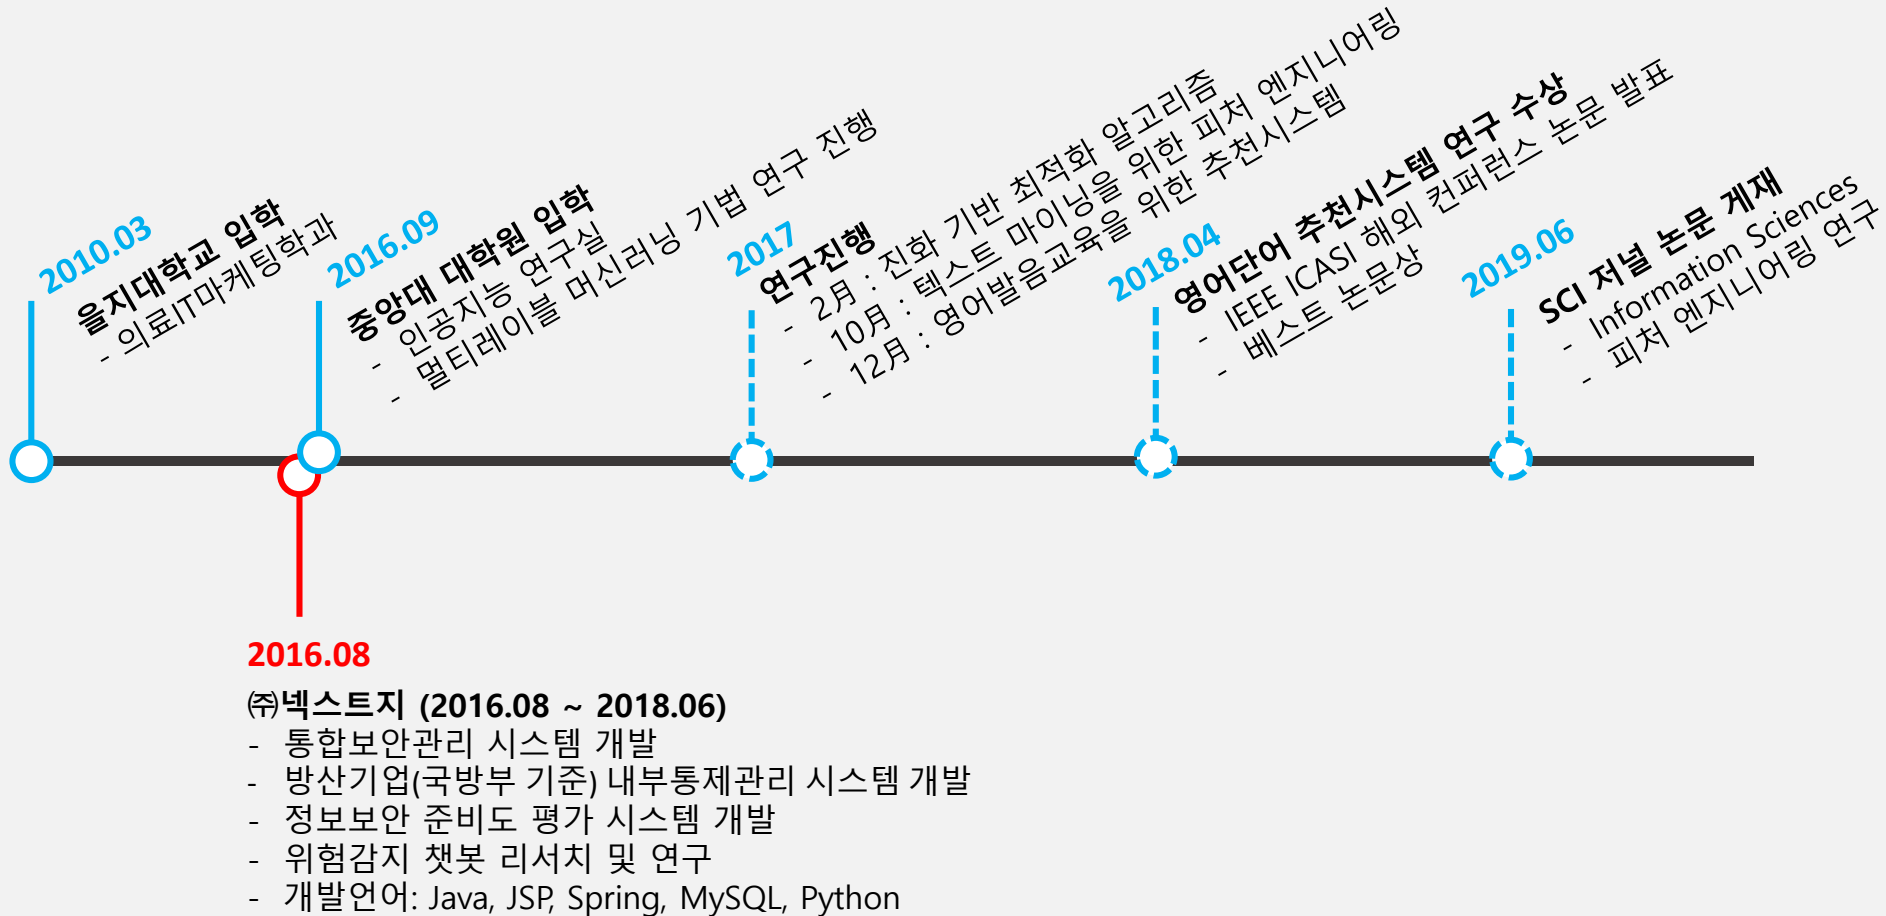 2010.03
을지대학교 입학
- 의료IT마케팅학과
2016.09
중앙대 대학원 입학
- 인공지능 연구실
- 멀티레이블 머신러닝 기법 연구 진행
2017
연구진행
- 2月 : 진화 기반 최적화 알고리즘
- 10月 : 텍스트 마이닝을 위한 피처 엔지니어링
- 12月 : 영어발음교육을 위한 추천시스템
2018.04
영어단어 추천시스템 연구 수상
- IEEE ICASI 해외 컨퍼런스 논문 발표
- 베스트 논문상
2019.06
SCI 저널 논문 게재
- Information Sciences
- 피처 엔지니어링 연구
2016.08
㈜넥스트지 (2016.08 ~ 2018.06)
- 통합보안관리 시스템 개발
- 방산기업(국방부 기준) 내부통제관리 시스템 개발
- 정보보안 준비도 평가 시스템 개발
- 위험감지 챗봇 리서치 및 연구
- 개발언어: Java, JSP, Spring, MySQL, Python